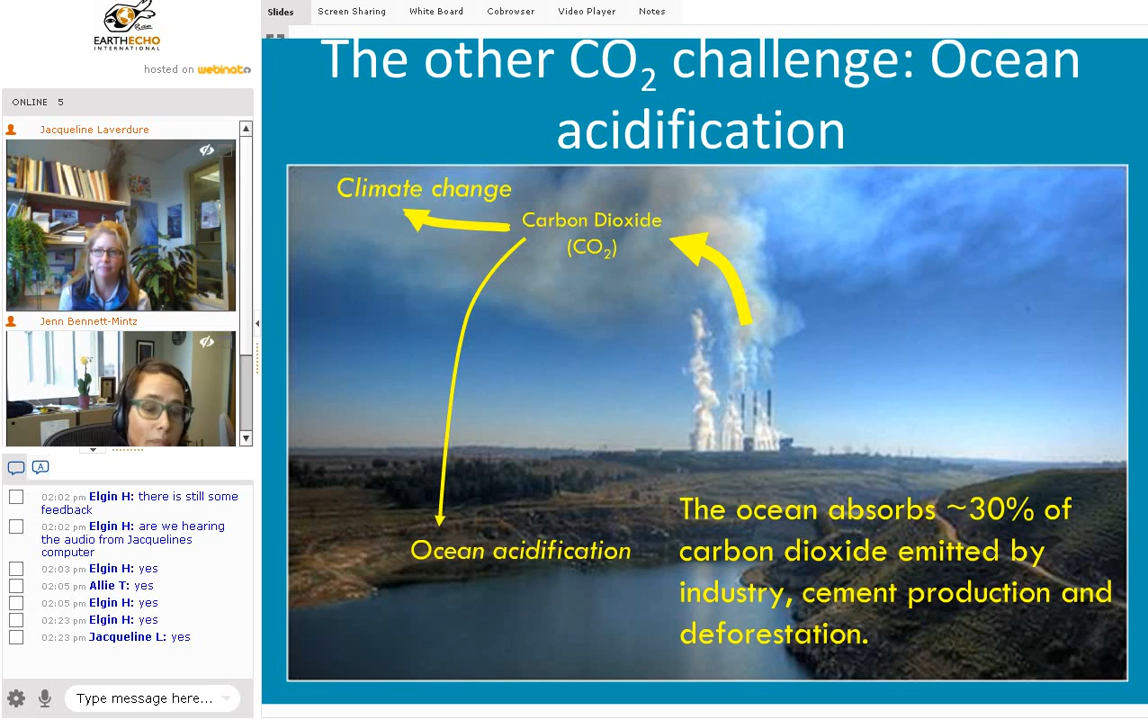 EARTHECHO
INTERNATIONAL
hosted on webinato
ONLINE 5
Jacqueline Laverdure
Jenn Bennett-Mintz
A
02:02 pm Elgin H: there is still some
feedback
02:02 pm Elgin H: are we hearing
the audio from Jacquelines
computer
02:03 pm Elgin H: yes
02:05 pm Allie T: yes
02:05 pm Elgin H: yes
02:23 pm Elgin H: yes
02:23 pm Jacqueline L: yes
Type message here...
Slides Screen Sharing White Board Cobrowser Video Player Notes
The other CO₂ challenge: Ocean
acidification
Climate change
Carbon Dioxide
(CO₂)
Ocean acidification
The ocean absorbs ~30% of
carbon dioxide emitted by
industry, cement production and
deforestation.